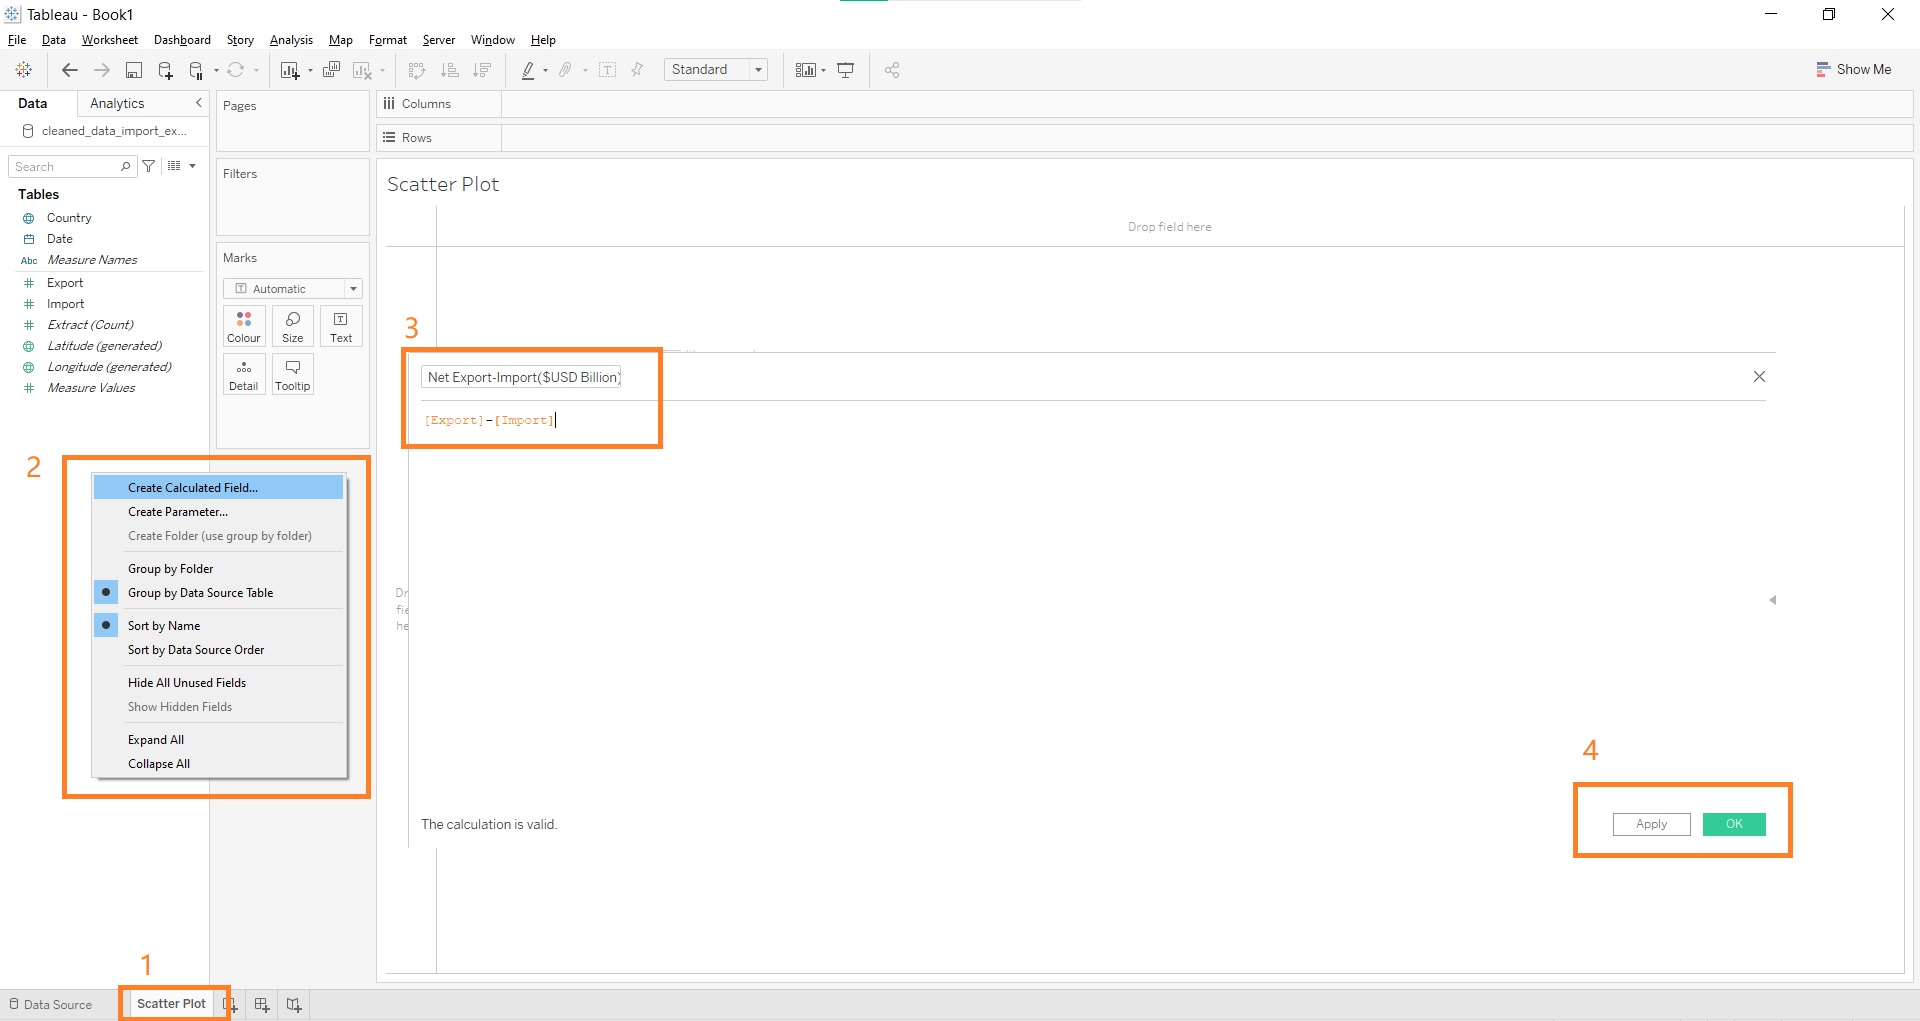 Tableau - Book1
File Data Worksheet Dashboard Story Analysis Map Format Server Window Help
Standard
Show Me
Data Analytics
cleaned_data_import_ex...
Search
Tables
Country
Date
Abc Measure Names
Export
Import
Extract (Count)
Latitude (generated)
Longitude (generated)
Measure Values
Pages
Filters
Marks
Automatic
Colour Size Text
Detail Tooltip
Columns
Rows
Scatter Plot
Drop field here
3
Net Export-Import($USD Billion)
[Export]-[Import]
2
Create Calculated Field...
Create Parameter...
Create Folder (use group by folder)
Group by Folder
Group by Data Source Table
Sort by Name
Sort by Data Source Order
Hide All Unused Fields
Show Hidden Fields
Expand All
Collapse All
Dr
fie
he
4
The calculation is valid.
Apply OK
1
Data Source Scatter Plot